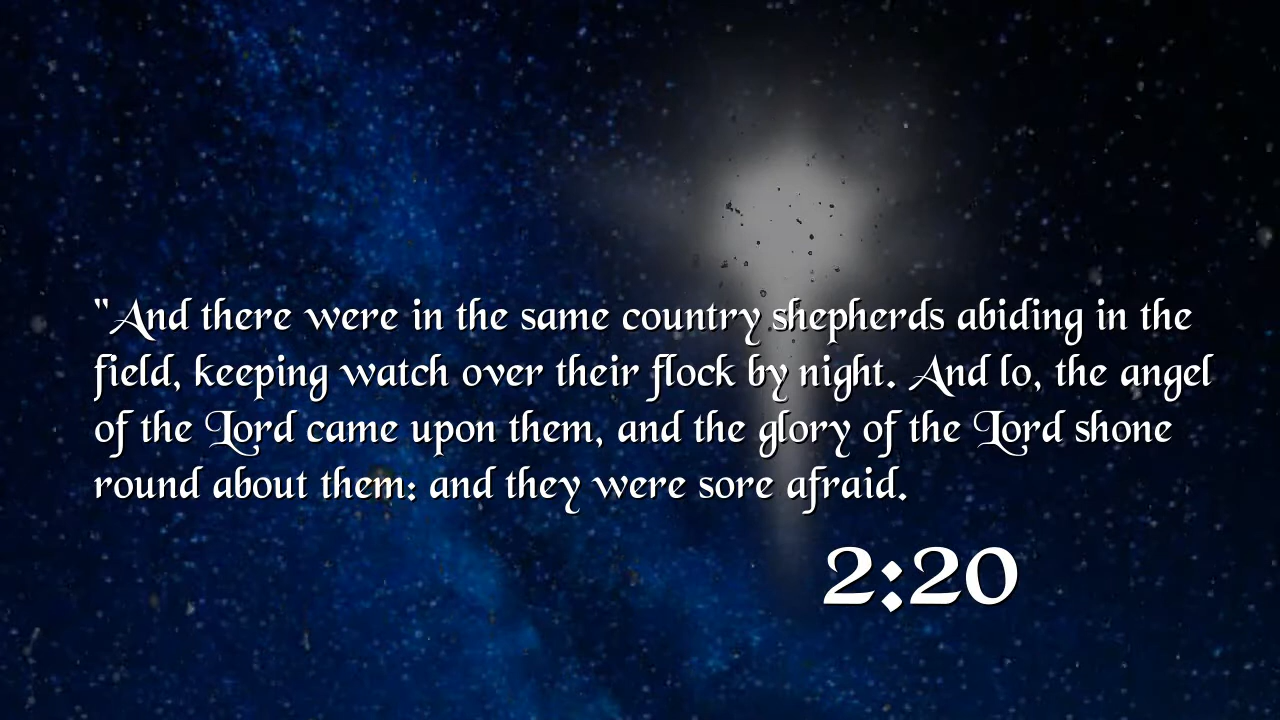 "And there were in the same country shepherds abiding in the
field, keeping watch over their flock by night. And lo, the angel
of the Lord came upon them, and the glory of the Lord shone
round about them: and they were sore afraid.
2:20